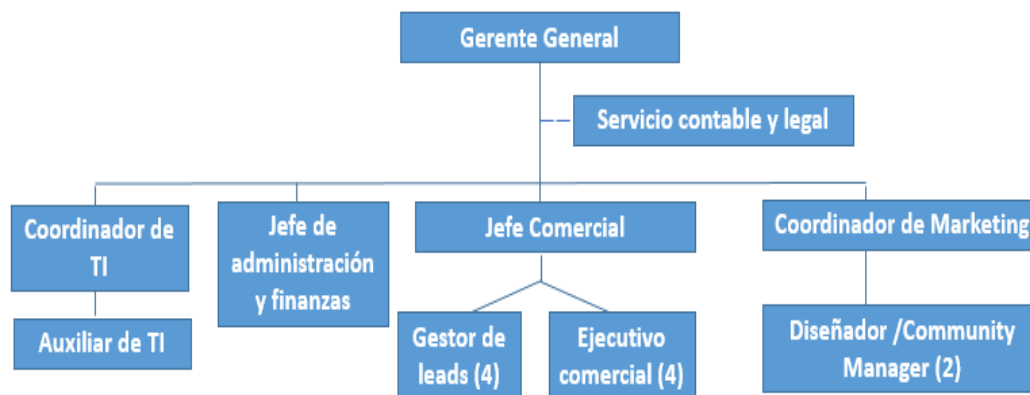 Gerente General
Servicio contable y legal
Coordinador de
TI
Jefe de
administración
y finanzas
Jefe Comercial
Coordinador de Marketing
Auxiliar de TI
Gestor de
leads (4)
Ejecutivo
comercial (4)
Diseñador /Community
Manager (2)